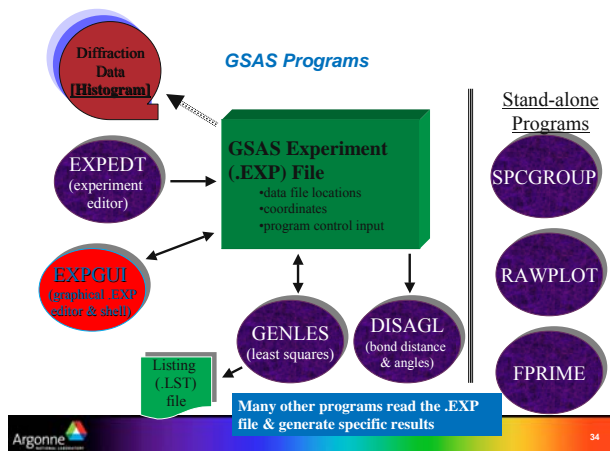 GSAS Programs
Diffraction
Data
[Histogram]
GSAS Experiment
(.EXP) File
•data file locations
•coordinates
•program control input
EXPEDT
(experiment
editor)
EXPGUI
(graphical .EXP
editor & shell)
GENLES
(least squares)
DISAGL
(bond distance
& angles)
Listing
(.LST)
file
Many other programs read the .EXP
file & generate specific results
Stand-alone
Programs
SPCGROUP
RAWPLOT
FPRIME
Argonne
NATIONAL LABORATORY
34